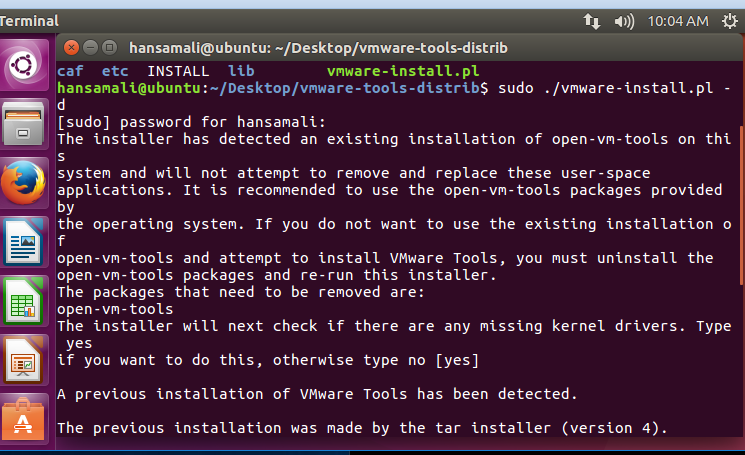 Terminal
10:04 AM
hansamali@ubuntu: ~/Desktop/vmware-tools-distrib
caf etc INSTALL lib vmware-install.pl
hansamali@ubuntu:~/Desktop/vmware-tools-distrib$ sudo ./vmware-install.pl -
d
[sudo] password for hansamali:
The installer has detected an existing installation of open-vm-tools on thi
s
system and will not attempt to remove and replace these user-space
applications. It is recommended to use the open-vm-tools packages provided
by
the operating system. If you do not want to use the existing installation o
f
open-vm-tools and attempt to install VMware Tools, you must uninstall the
open-vm-tools packages and re-run this installer.
The packages that need to be removed are:
open-vm-tools
The installer will next check if there are any missing kernel drivers. Type
yes
if you want to do this, otherwise type no [yes]
A previous installation of VMware Tools has been detected.
The previous installation was made by the tar installer (version 4).